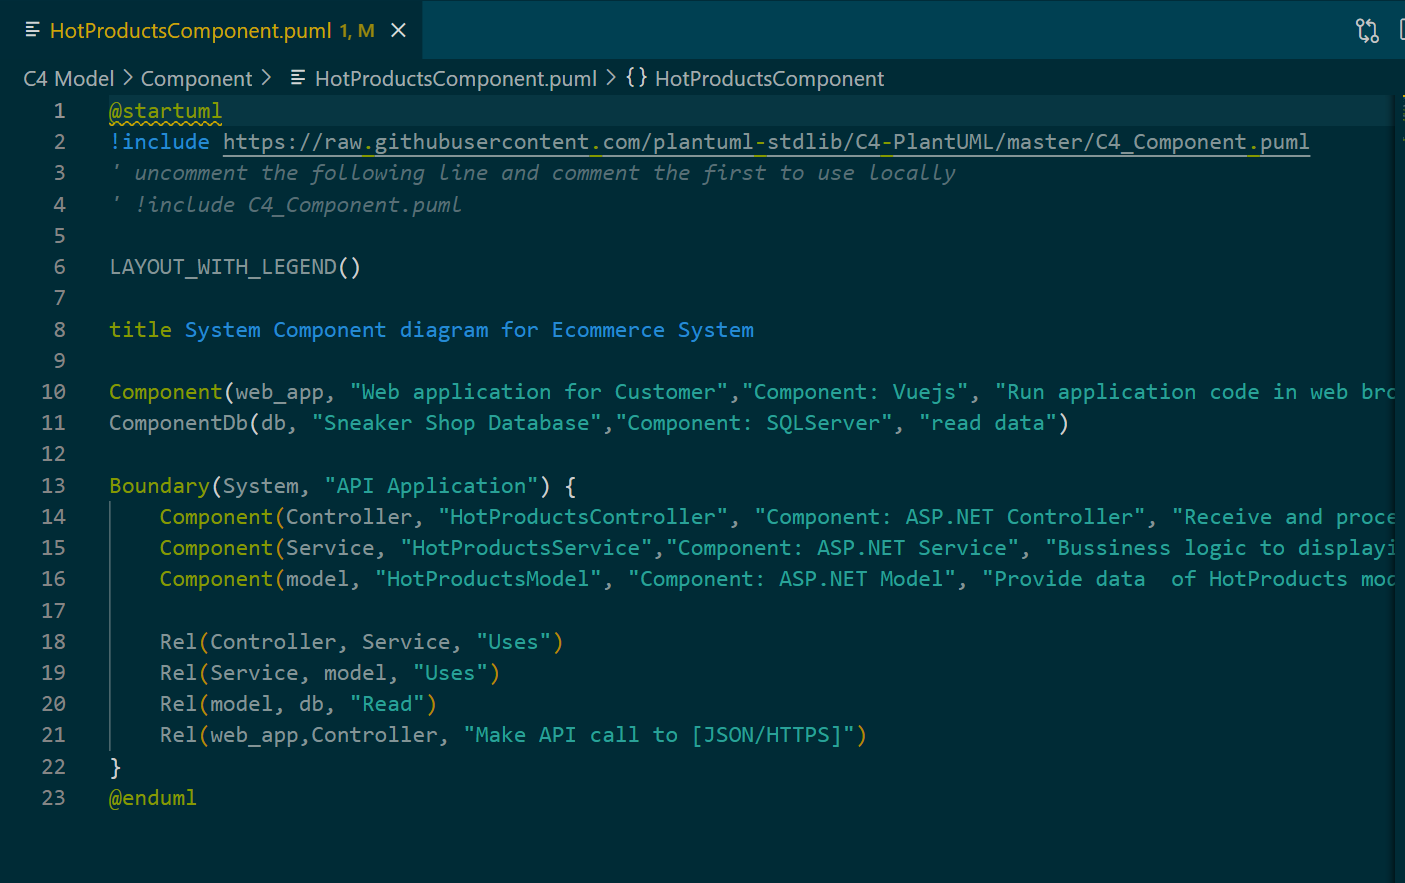 HotProductsComponent.puml 1, M
C4 Model > Component > HotProductsComponent.puml > {} HotProductsComponent
1 @startuml
2 !include https://raw.githubusercontent.com/plantuml-stdlib/C4-PlantUML/master/C4_Component.puml
3 ' uncomment the following line and comment the first to use locally
4 ' !include C4_Component.puml
5
6 LAYOUT_WITH_LEGEND()
7
8 title System Component diagram for Ecommerce System
9
10 Component(web_app, "Web application for Customer","Component: Vuejs", "Run application code in web bro
11 ComponentDb(db, "Sneaker Shop Database","Component: SQLServer", "read data")
12
13 Boundary(System, "API Application") {
14 Component(Controller, "HotProductsController", "Component: ASP.NET Controller", "Receive and proce
15 Component(Service, "HotProductsService","Component: ASP.NET Service", "Bussiness logic to displayi
16 Component(model, "HotProductsModel", "Component: ASP.NET Model", "Provide data  of HotProducts mod
17
18 Rel(Controller, Service, "Uses")
19 Rel(Service, model, "Uses")
20 Rel(model, db, "Read")
21 Rel(web_app,Controller, "Make API call to [JSON/HTTPS]")
22 }
23 @enduml